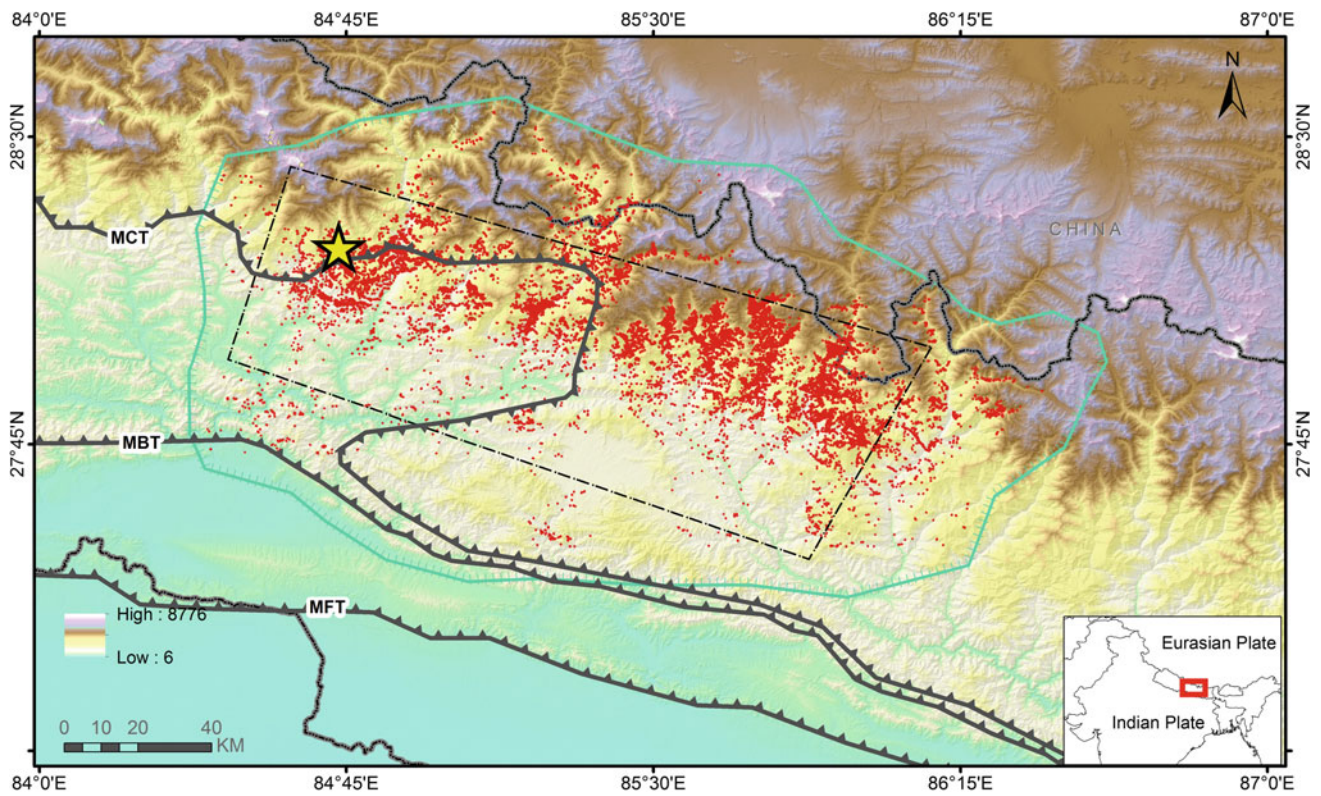 84°0'E 84°45'E 85°30'E 86°15'E 87°0'E
N
28°30'N 28°30'N
CHINA
MCT
27°45'N MBT 27°45'N
MFT
High : 8776
Low : 6
Eurasian Plate
Indian Plate
0 10 20 40
KM
84°0'E 84°45'E 85°30'E 86°15'E 87°0'E